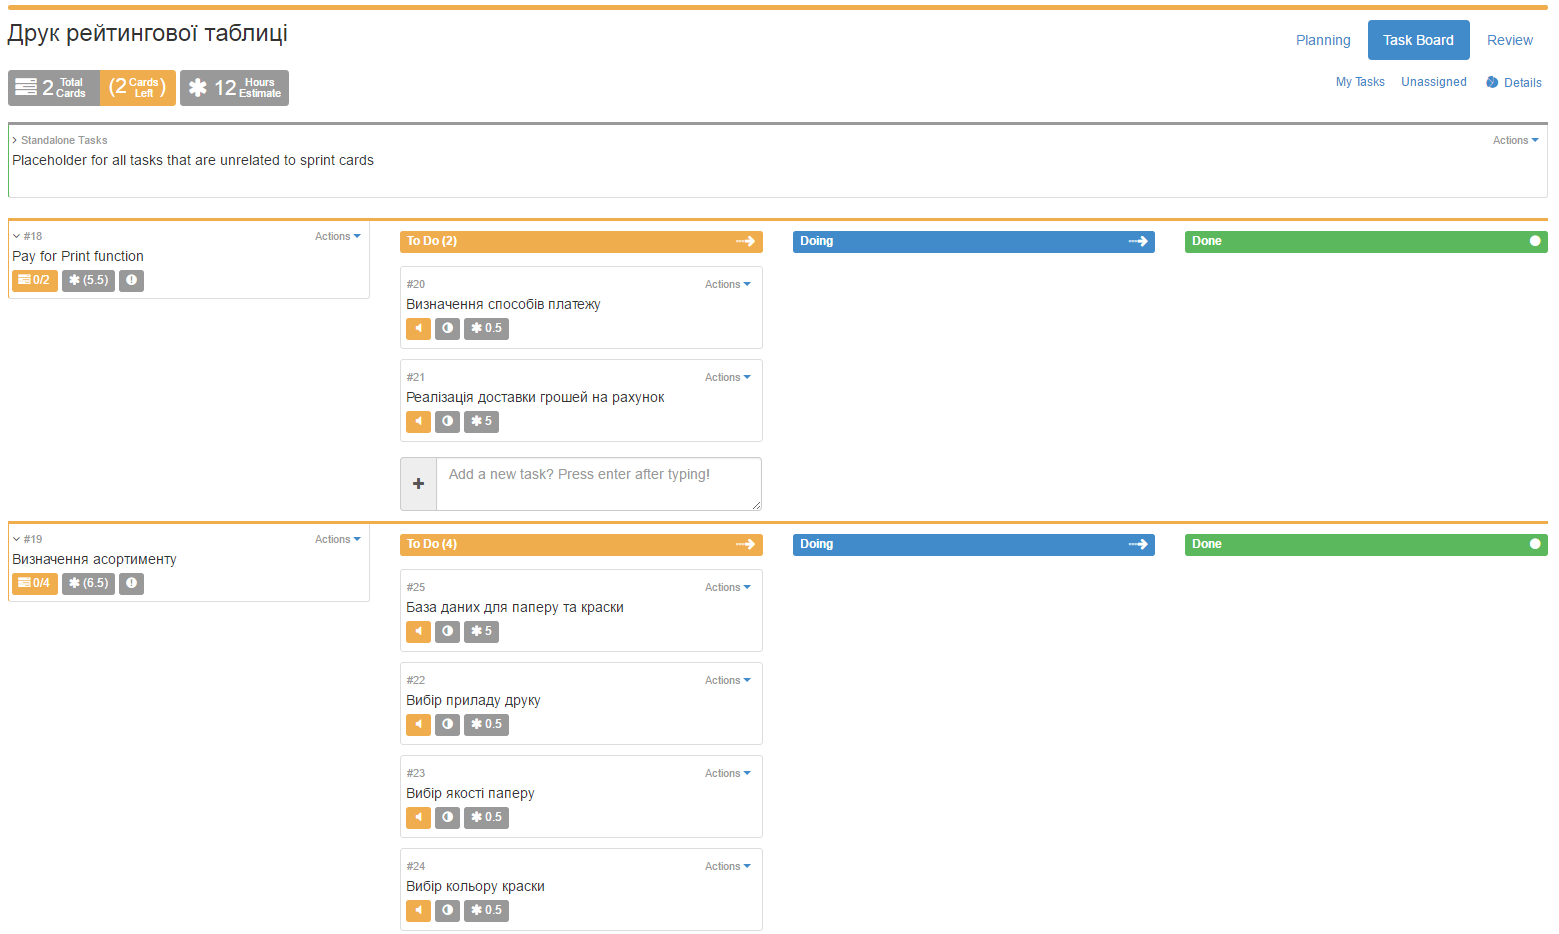 Друк рейтингової таблиці
Planning Task Board Review
2 Total Cards (2 Cards Left) 12 Hours Estimate
My Tasks Unassigned Details
Standalone Tasks Actions
Placeholder for all tasks that are unrelated to sprint cards
#18 Actions
Pay for Print function
0/2 (5.5)
To Do (2) Doing Done
#20 Actions
Визначення способів платежу
0.5
#21 Actions
Реалізація доставки грошей на рахунок
5
Add a new task? Press enter after typing!
#19 Actions
Визначення асортименту
0/4 (6.5)
To Do (4) Doing Done
#25 Actions
База даних для паперу та краски
5
#22 Actions
Вибір приладу друку
0.5
#23 Actions
Вибір якості паперу
0.5
#24 Actions
Вибір кольору краски
0.5